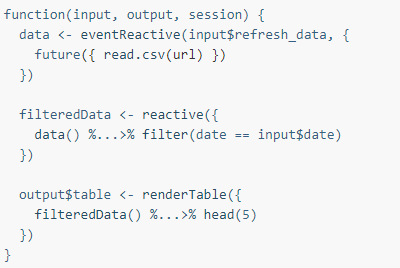 function(input, output, session) {
  data <- eventReactive(input$refresh_data, {
    future({ read.csv(url) })
  })

  filteredData <- reactive({
    data() %...>% filter(date == input$date)
  })

  output$table <- renderTable({
    filteredData() %...>% head(5)
  })
}